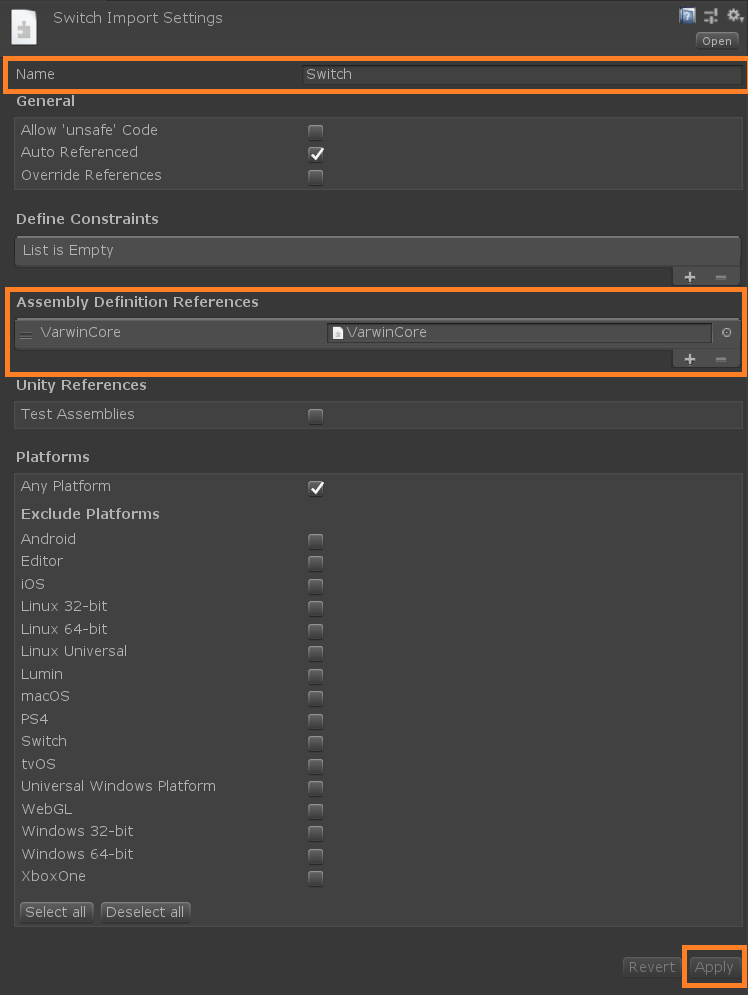 Switch Import Settings
Open
Name Switch
General
Allow 'unsafe' Code
Auto Referenced
Override References
Define Constraints
List is Empty
Assembly Definition References
VarwinCore VarwinCore
Unity References
Test Assemblies
Platforms
Any Platform
Exclude Platforms
Android
Editor
iOS
Linux 32-bit
Linux 64-bit
Linux Universal
Lumin
macOS
PS4
Switch
tvOS
Universal Windows Platform
WebGL
Windows 32-bit
Windows 64-bit
XboxOne
Select all Deselect all
Revert Apply